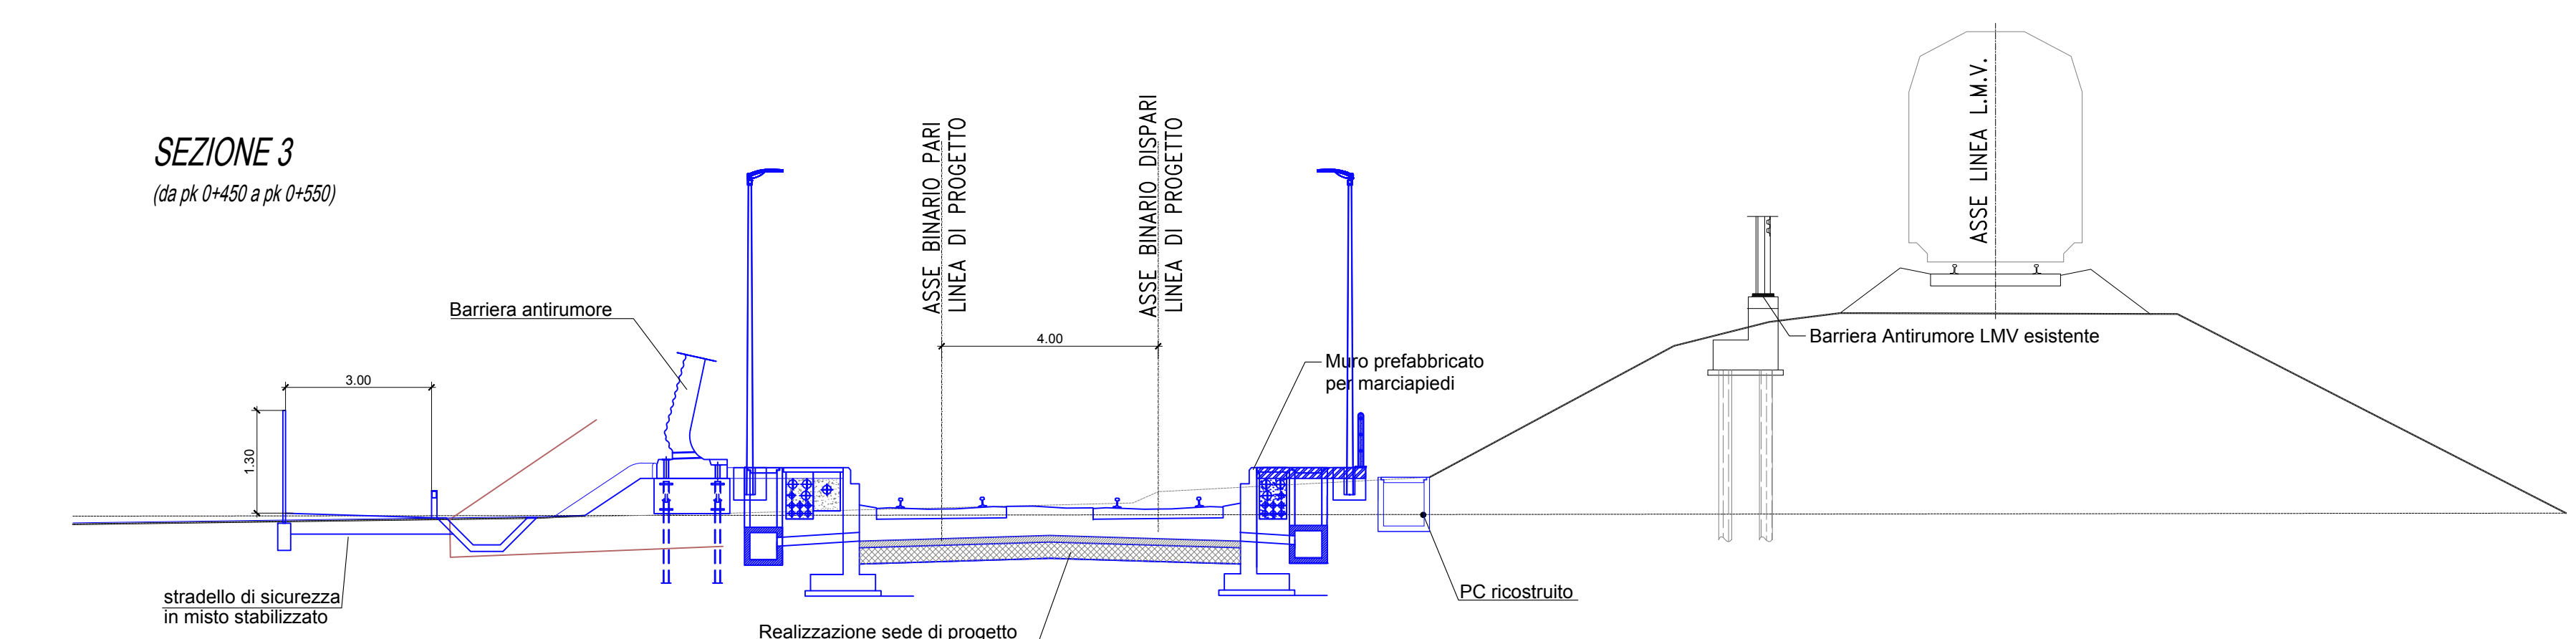 SEZIONE 3
(da pk 0+450 a pk 0+550)
ASSE BINARIO PARI
LINEA DI PROGETTO
ASSE BINARIO DISPARI
LINEA DI PROGETTO
ASSE LINEA L.M.V.
Barriera antirumore
4.00
Barriera Antirumore LMV esistente
Muro prefabbricato
per marciapiedi
3.00
1.30
PC ricostruito
stradello di sicurezza
in misto stabilizzato
Realizzazione sede di progetto